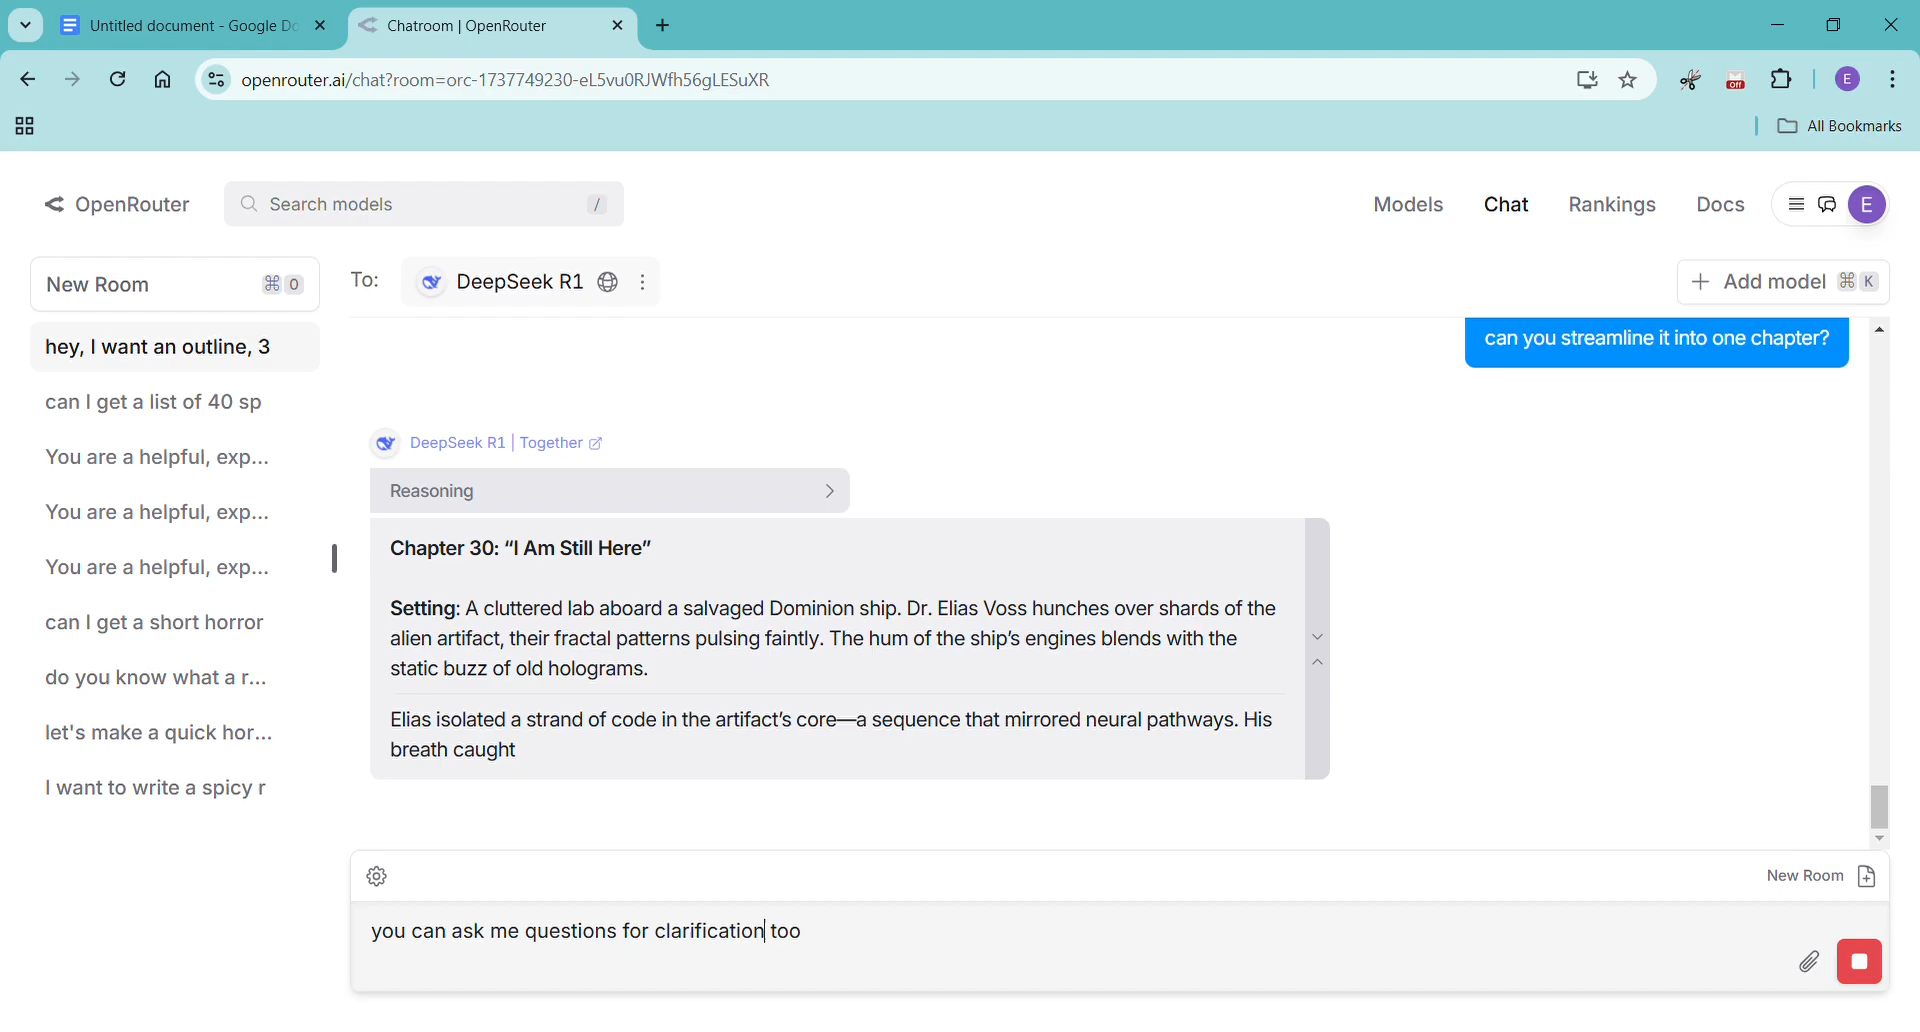 Untitled document - Google Do
Chatroom | OpenRouter
openrouter.ai/chat?room=orc-1737749230-eL5vu0RJWfh56gLESuXR
Off
E
All Bookmarks
OpenRouter
Search models
/
Models
Chat
Rankings
Docs
E
New Room
⌘ 0
hey, I want an outline, 3
can I get a list of 40 sp
You are a helpful, exp...
You are a helpful, exp...
You are a helpful, exp...
can I get a short horror
do you know what a r...
let's make a quick hor...
I want to write a spicy r
To:
DeepSeek R1
Add model ⌘ K
can you streamline it into one chapter?
DeepSeek R1 | Together
Reasoning
Chapter 30: “I Am Still Here”
Setting: A cluttered lab aboard a salvaged Dominion ship. Dr. Elias Voss hunches over shards of the
alien artifact, their fractal patterns pulsing faintly. The hum of the ship’s engines blends with the
static buzz of old holograms.
Elias isolated a strand of code in the artifact’s core—a sequence that mirrored neural pathways. His
breath caught
New Room
you can ask me questions for clarification too